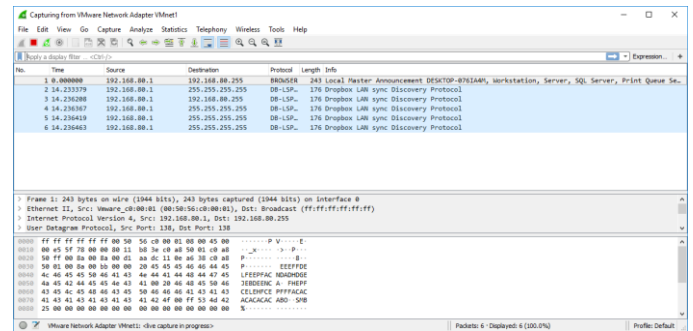 Capturing from VMware Network Adapter VMnet1
File Edit View Go Capture Analyze Statistics Telephony Wireless Tools Help
Apply a display filter ... <Ctrl-/>
Expression... +
No. Time Source Destination Protocol Length Info
1 0.000000 192.168.80.1 192.168.80.255 BROWSER 243 Local Master Announcement DESKTOP-076IA4M, Workstation, Server, SQL Server, Print Queue Se...
2 14.233379 192.168.80.1 255.255.255.255 DB-LSP... 176 Dropbox LAN sync Discovery Protocol
3 14.236208 192.168.80.1 192.168.80.255 DB-LSP... 176 Dropbox LAN sync Discovery Protocol
4 14.236367 192.168.80.1 255.255.255.255 DB-LSP... 176 Dropbox LAN sync Discovery Protocol
5 14.236419 192.168.80.1 255.255.255.255 DB-LSP... 176 Dropbox LAN sync Discovery Protocol
6 14.236463 192.168.80.1 255.255.255.255 DB-LSP... 176 Dropbox LAN sync Discovery Protocol
> Frame 1: 243 bytes on wire (1944 bits), 243 bytes captured (1944 bits) on interface 0
> Ethernet II, Src: Vmware_c0:00:01 (00:50:56:c0:00:01), Dst: Broadcast (ff:ff:ff:ff:ff:ff)
> Internet Protocol Version 4, Src: 192.168.80.1, Dst: 192.168.80.255
> User Datagram Protocol, Src Port: 138, Dst Port: 138
0000 ff ff ff ff ff ff 00 50 56 c0 00 01 08 00 45 00 ·······P V·····E·
0010 00 e5 5f 78 00 00 80 11 b8 3e c0 a8 50 01 c0 a8 ··_x···· ·>··P···
0020 50 ff 00 8a 00 8a 00 d1 aa dc 11 0e a6 38 c0 a8 P······· ·····8··
0030 50 01 00 8a 00 bb 00 00 20 45 45 45 46 46 44 45 P·······  EEEFFDE
0040 4c 46 45 45 50 46 41 43 4e 44 41 44 48 44 47 45 LFEEPFAC NDADHDGE
0050 4a 45 42 44 45 45 4e 43 41 00 20 46 48 45 50 46 JEBDEENC A· FHEPF
0060 43 45 4c 45 48 46 43 45 50 46 46 46 41 43 41 43
0070 41 43 41 43 41 43 41 43 41 42 4f 00 ff 53 4d 42 ACACACAC ABO··SMB
0080 25 00 00 00 00 00 00 00 00 00 00 00 00 00 00 00
VMware Network Adapter VMnet1: <live capture in progress>
Packets: 6 · Displayed: 6 (100.0%)
Profile: Default